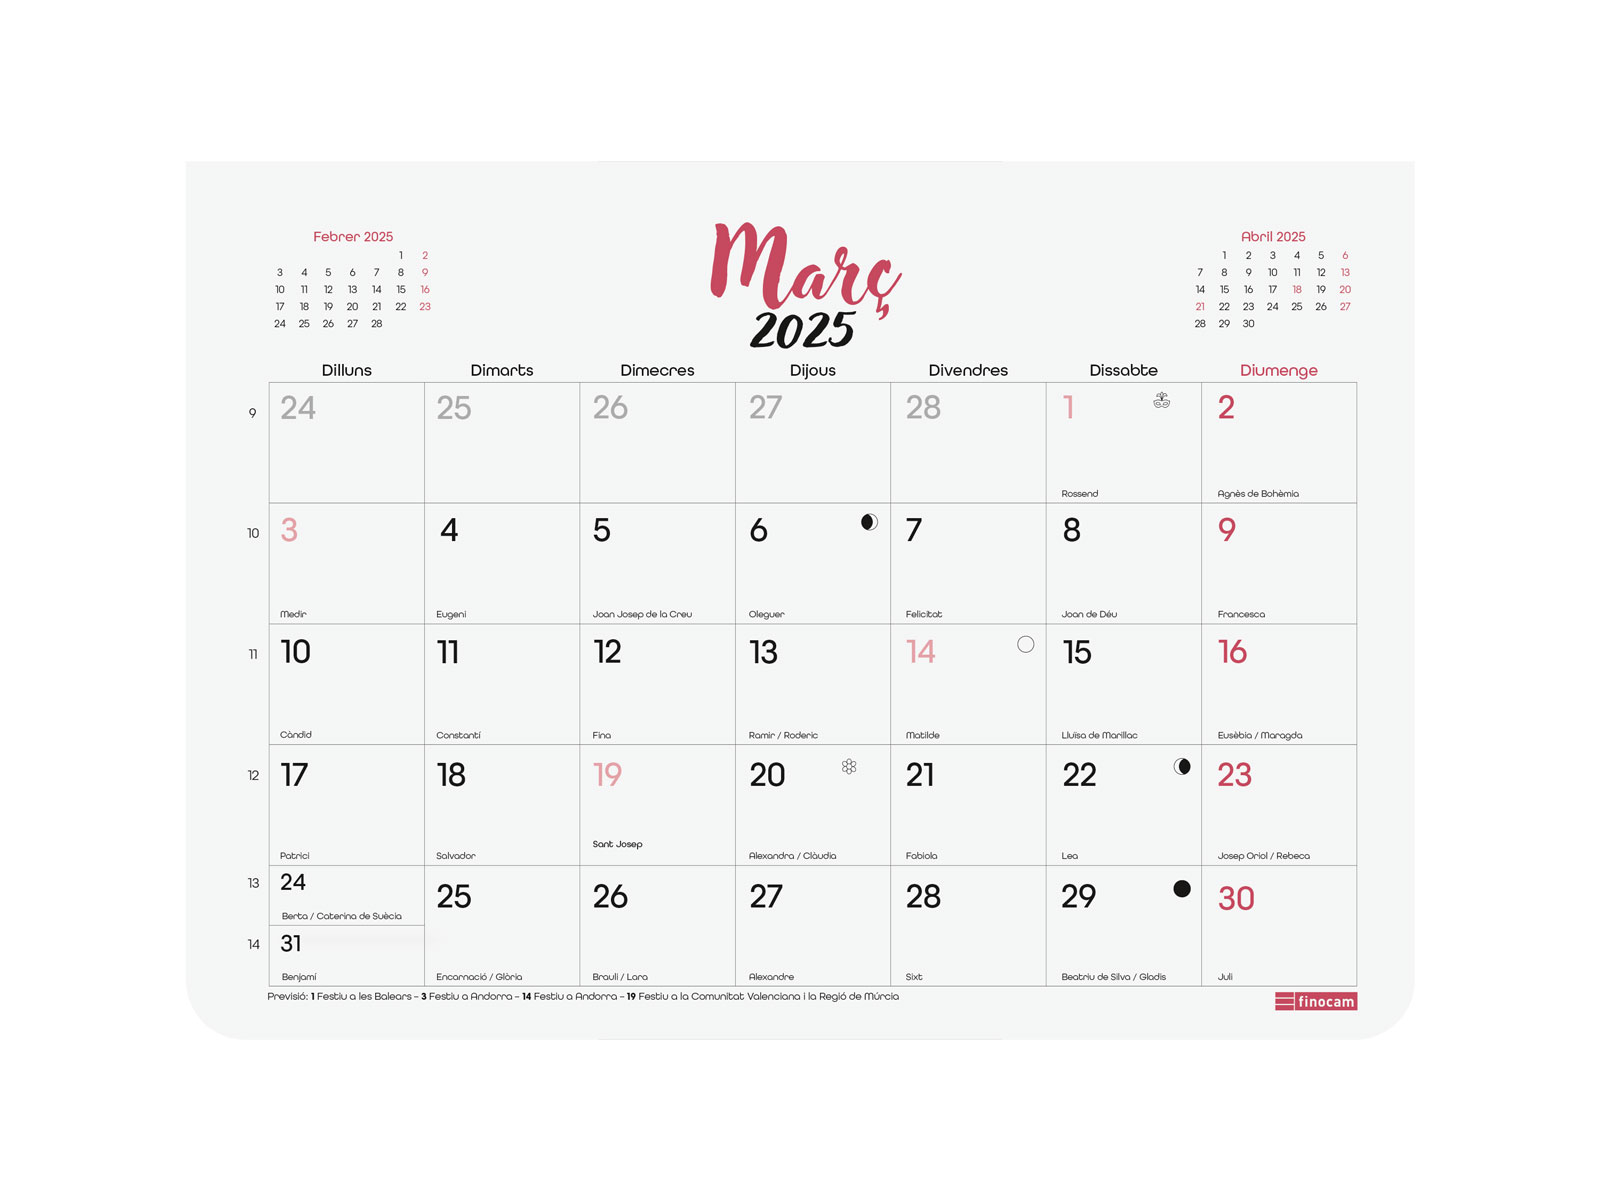 Febrer 2025
1 2
3 4 5 6 7 8 9
10 11 12 13 14 15 16
17 18 19 20 21 22 23
24 25 26 27 28
Març
2025
Abril 2025
1 2 3 4 5 6
7 8 9 10 11 12 13
14 15 16 17 18 19 20
21 22 23 24 25 26 27
28 29 30
Dilluns Dimarts Dimecres Dijous Divendres Dissabte Diumenge
9 24 25 26 27 28 1 2
Rossend Agnès de Bohèmia
10 3 4 5 6 7 8 9
Medir Eugeni Joan Josep de la Creu Oleguer Felicitat Joan de Déu Francesca
11 10 11 12 13 14 15 16
Càndid Constantí Fina Ramir / Roderic Matilde Lluïsa de Marillac Eusèbia / Maragda
12 17 18 19 20 21 22 23
Sant Josep
Patrici Salvador Alexandra / Clàudia Fabiola Lea Josep Oriol / Rebeca
13 24 25 26 27 28 29 30
Berta / Caterina de Suècia
14 31
Benjamí Encarnació / Glòria Brauli / Lara Alexandre Sixt Beatriu de Silva / Gladis Juli
Previsió: 1 Festiu a les Balears – 3 Festiu a Andorra – 14 Festiu a Andorra – 19 Festiu a la Comunitat Valenciana i la Regió de Múrcia
finocam